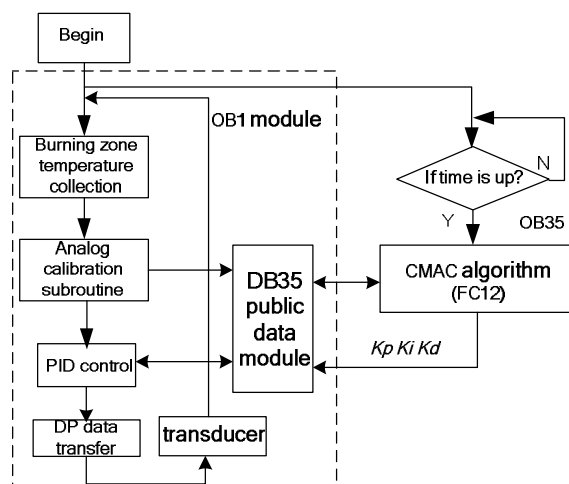 Begin
OB1 module
Burning zone
temperature
collection
If time is up?
N
Y
OB35
Analog
calibration
subroutine
DB35
public
data
module
CMAC algorithm
(FC12)
Kp Ki Kd
PID control
DP data
transfer
transducer